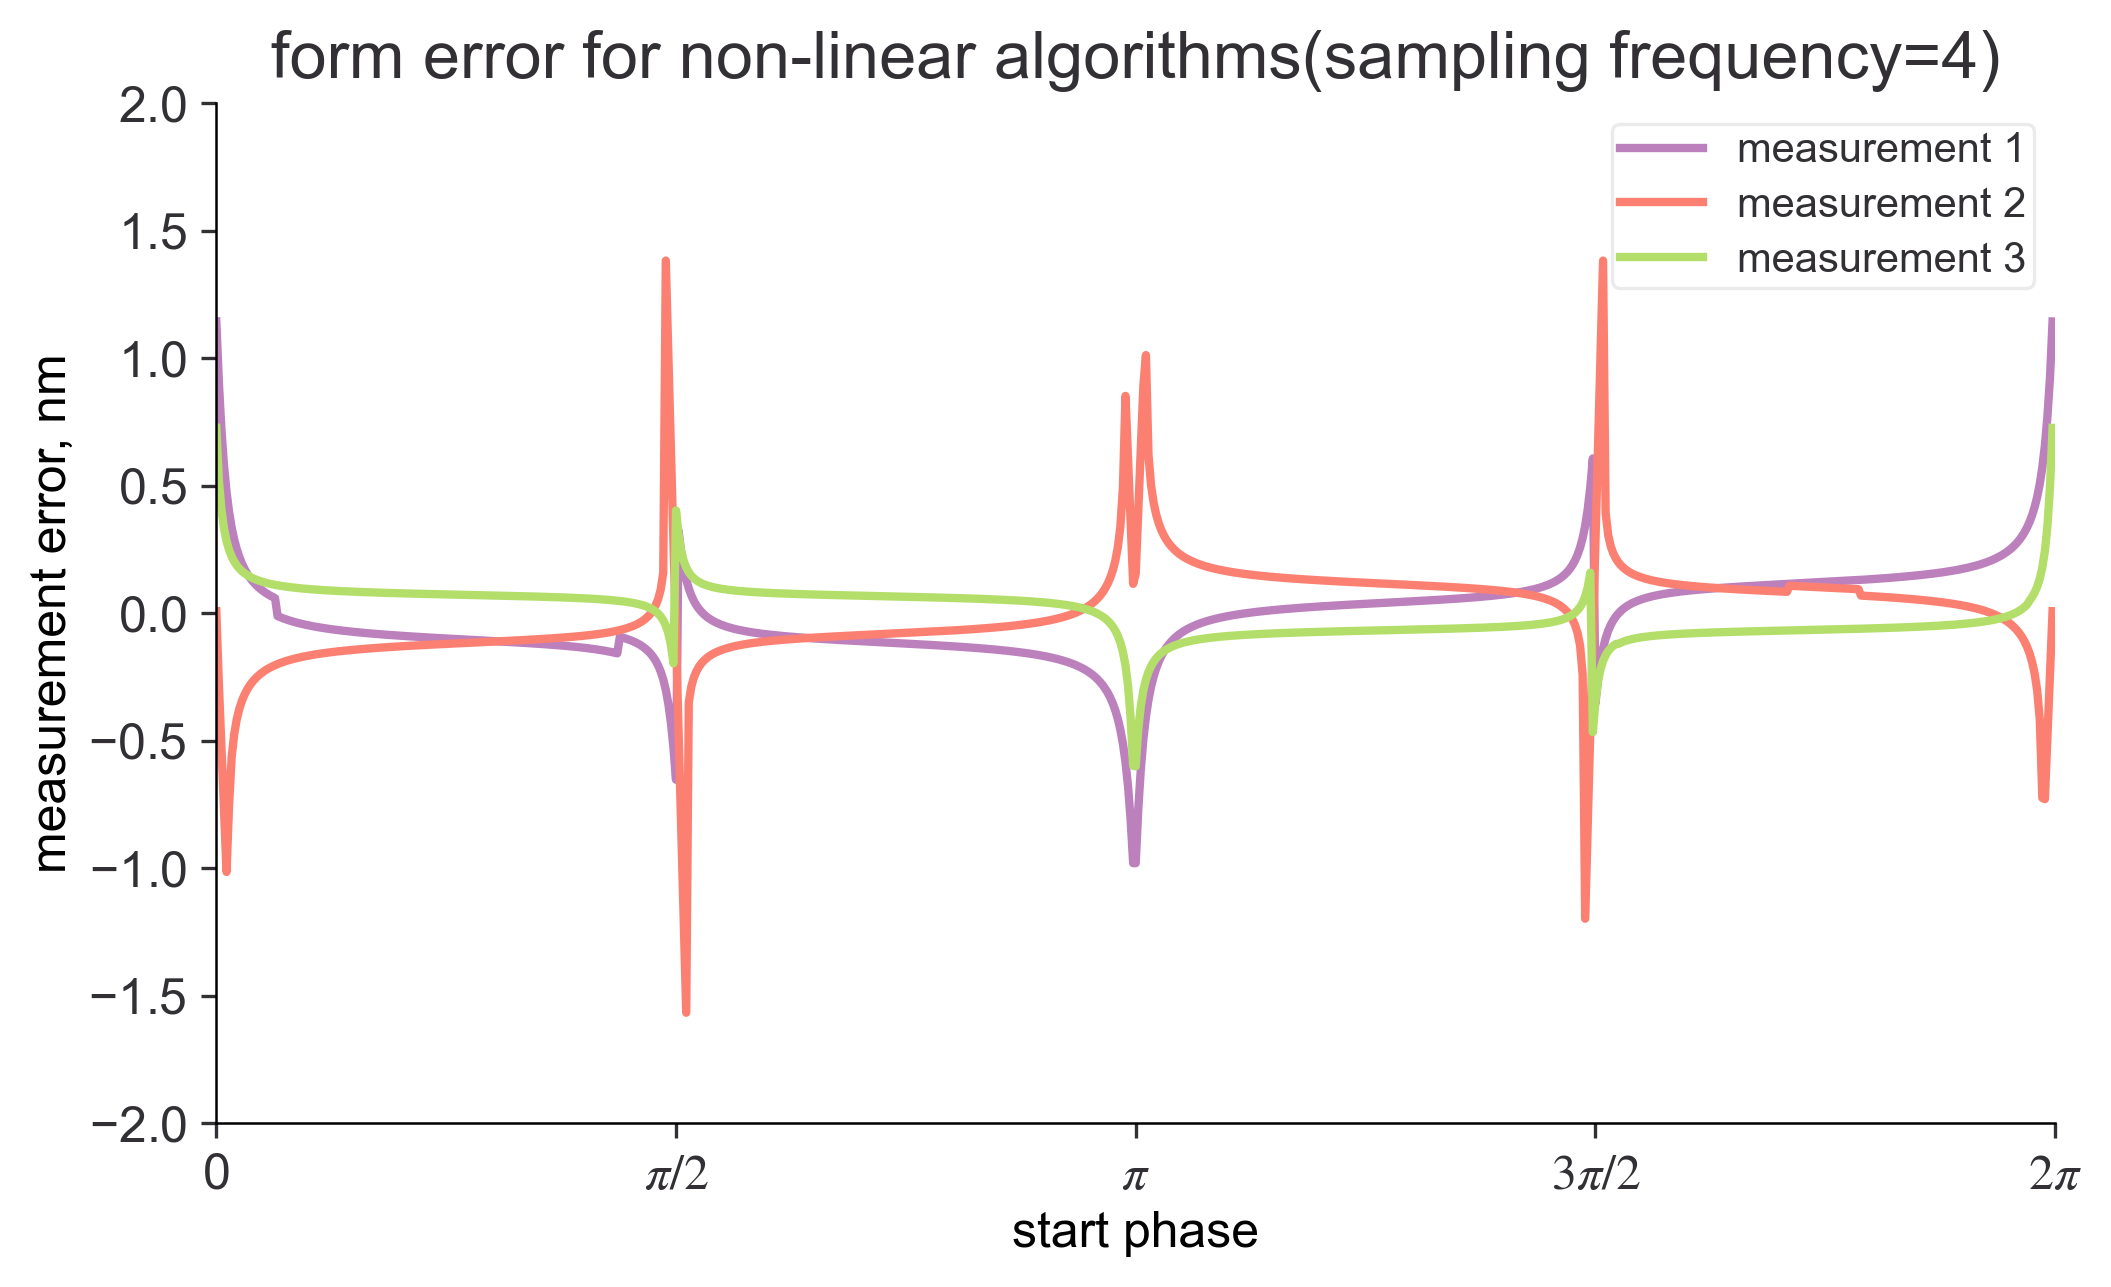 form error for non-linear algorithms(sampling frequency=4)
measurement 1
measurement 2
measurement 3
measurement error, nm
2.0
1.5
1.0
0.5
0.0
−0.5
−1.0
−1.5
−2.0
0 π/2 π 3π/2 2π
start phase